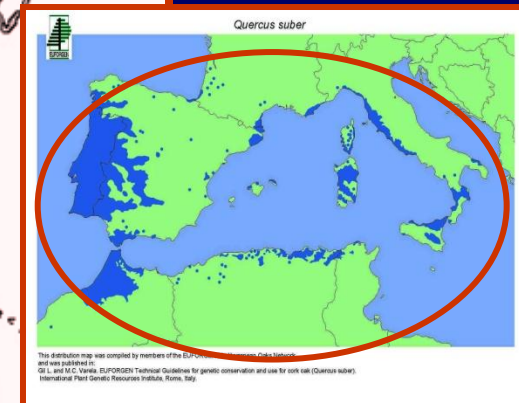 Quercus suber
EUFORGEN
This distribution map was compiled by members of the EUFORGEN Oaks Network
and was published in:
Gil L. and M.C. Varela. EUFORGEN Technical Guidelines for genetic conservation and use for cork oak (Quercus suber).
International Plant Genetic Resources Institute, Rome, Italy.